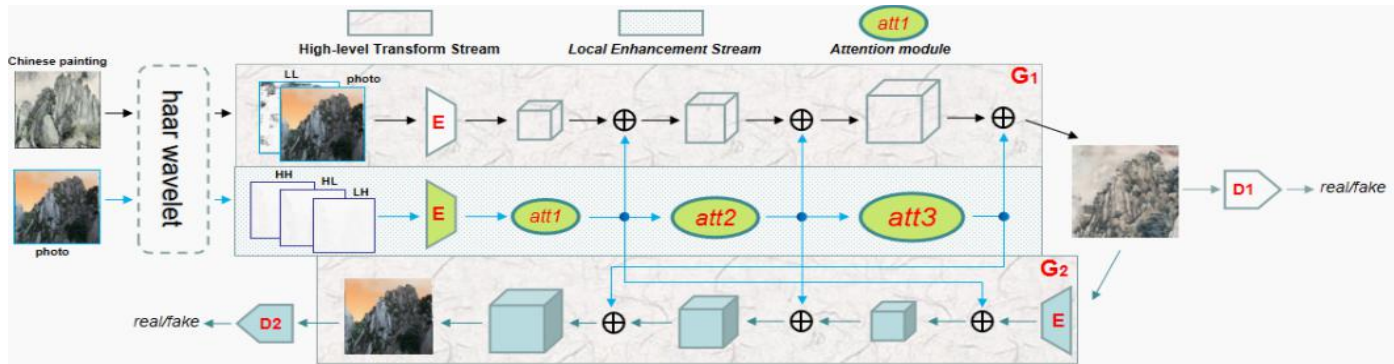 High-level Transform Stream
Local Enhancement Stream
att1
Attention module
Chinese painting
haar wavelet
photo
LL
photo
E
G1
HH
HL
LH
E
att1
att2
att3
D1
real/fake
G2
real/fake
D2
E